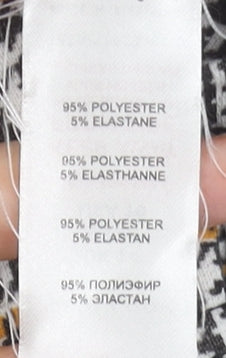 95% POLYESTER
5% ELASTANE
95% POLYESTER
5% ELASTHANNE
95% POLYESTER
5% ELASTAN
95% ПОЛИЭФИР
5% ЭЛАСТАН